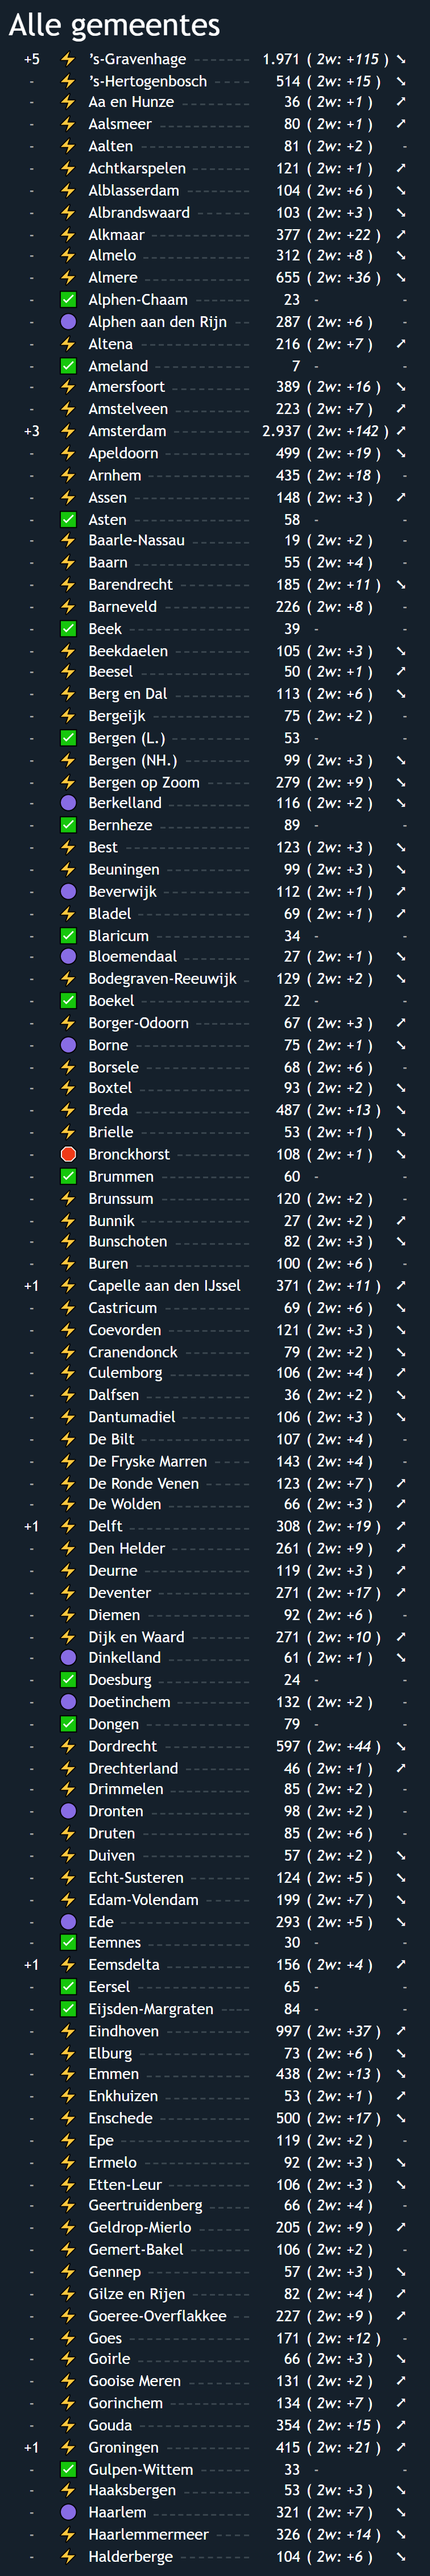 Alle gemeentes
+5 ’s-Gravenhage 1.971 ( 2w: +115 )
- ’s-Hertogenbosch 514 ( 2w: +15 )
- Aa en Hunze 36 ( 2w: +1 )
- Aalsmeer 80 ( 2w: +1 )
- Aalten 81 ( 2w: +2 ) -
- Achtkarspelen 121 ( 2w: +1 )
- Alblasserdam 104 ( 2w: +6 )
- Albrandswaard 103 ( 2w: +3 )
- Alkmaar 377 ( 2w: +22 )
- Almelo 312 ( 2w: +8 )
- Almere 655 ( 2w: +36 )
- Alphen-Chaam 23 - -
- Alphen aan den Rijn 287 ( 2w: +6 ) -
- Altena 216 ( 2w: +7 )
- Ameland 7 - -
- Amersfoort 389 ( 2w: +16 )
- Amstelveen 223 ( 2w: +7 )
+3 Amsterdam 2.937 ( 2w: +142 )
- Apeldoorn 499 ( 2w: +19 )
- Arnhem 435 ( 2w: +18 ) -
- Assen 148 ( 2w: +3 )
- Asten 58 - -
- Baarle-Nassau 19 ( 2w: +2 ) -
- Baarn 55 ( 2w: +4 ) -
- Barendrecht 185 ( 2w: +11 )
- Barneveld 226 ( 2w: +8 ) -
- Beek 39 - -
- Beekdaelen 105 ( 2w: +3 )
- Beesel 50 ( 2w: +1 )
- Berg en Dal 113 ( 2w: +6 )
- Bergeijk 75 ( 2w: +2 ) -
- Bergen (L.) 53 - -
- Bergen (NH.) 99 ( 2w: +3 )
- Bergen op Zoom 279 ( 2w: +9 )
- Berkelland 116 ( 2w: +2 )
- Bernheze 89 - -
- Best 123 ( 2w: +3 )
- Beuningen 99 ( 2w: +3 )
- Beverwijk 112 ( 2w: +1 )
- Bladel 69 ( 2w: +1 )
- Blaricum 34 - -
- Bloemendaal 27 ( 2w: +1 )
- Bodegraven-Reeuwijk 129 ( 2w: +2 )
- Boekel 22 - -
- Borger-Odoorn 67 ( 2w: +3 )
- Borne 75 ( 2w: +1 )
- Borsele 68 ( 2w: +6 ) -
- Boxtel 93 ( 2w: +2 )
- Breda 487 ( 2w: +13 )
- Brielle 53 ( 2w: +1 )
- Bronckhorst 108 ( 2w: +1 )
- Brummen 60 - -
- Brunssum 120 ( 2w: +2 ) -
- Bunnik 27 ( 2w: +2 )
- Bunschoten 82 ( 2w: +3 )
- Buren 100 ( 2w: +6 ) -
+1 Capelle aan den IJssel 371 ( 2w: +11 )
- Castricum 69 ( 2w: +6 )
- Coevorden 121 ( 2w: +3 )
- Cranendonck 79 ( 2w: +2 )
- Culemborg 106 ( 2w: +4 )
- Dalfsen 36 ( 2w: +2 )
- Dantumadiel 106 ( 2w: +3 )
- De Bilt 107 ( 2w: +4 ) -
- De Fryske Marren 143 ( 2w: +4 ) -
- De Ronde Venen 123 ( 2w: +7 )
- De Wolden 66 ( 2w: +3 )
+1 Delft 308 ( 2w: +19 )
- Den Helder 261 ( 2w: +9 )
- Deurne 119 ( 2w: +3 )
- Deventer 271 ( 2w: +17 )
- Diemen 92 ( 2w: +6 ) -
- Dijk en Waard 271 ( 2w: +10 )
- Dinkelland 61 ( 2w: +1 )
- Doesburg 24 - -
- Doetinchem 132 ( 2w: +2 ) -
- Dongen 79 - -
- Dordrecht 597 ( 2w: +44 )
- Drechterland 46 ( 2w: +1 )
- Drimmelen 85 ( 2w: +2 ) -
- Dronten 98 ( 2w: +2 ) -
- Druten 85 ( 2w: +6 ) -
- Duiven 57 ( 2w: +2 )
- Echt-Susteren 124 ( 2w: +5 )
- Edam-Volendam 199 ( 2w: +7 )
- Ede 293 ( 2w: +5 )
- Eemnes 30 - -
+1 Eemsdelta 156 ( 2w: +4 )
- Eersel 65 - -
- Eijsden-Margraten 84 - -
- Eindhoven 997 ( 2w: +37 )
- Elburg 73 ( 2w: +6 )
- Emmen 438 ( 2w: +13 )
- Enkhuizen 53 ( 2w: +1 )
- Enschede 500 ( 2w: +17 )
- Epe 119 ( 2w: +2 ) -
- Ermelo 92 ( 2w: +3 )
- Etten-Leur 106 ( 2w: +3 )
- Geertruidenberg 66 ( 2w: +4 ) -
- Geldrop-Mierlo 205 ( 2w: +9 )
- Gemert-Bakel 106 ( 2w: +2 ) -
- Gennep 57 ( 2w: +3 )
- Gilze en Rijen 82 ( 2w: +4 )
- Goeree-Overflakkee 227 ( 2w: +9 )
- Goes 171 ( 2w: +12 ) -
- Goirle 66 ( 2w: +3 )
- Gooise Meren 131 ( 2w: +2 )
- Gorinchem 134 ( 2w: +7 )
- Gouda 354 ( 2w: +15 )
+1 Groningen 415 ( 2w: +21 )
- Gulpen-Wittem 33 - -
- Haaksbergen 53 ( 2w: +3 )
- Haarlem 321 ( 2w: +7 )
- Haarlemmermeer 326 ( 2w: +14 )
- Halderberge 104 ( 2w: +6 )